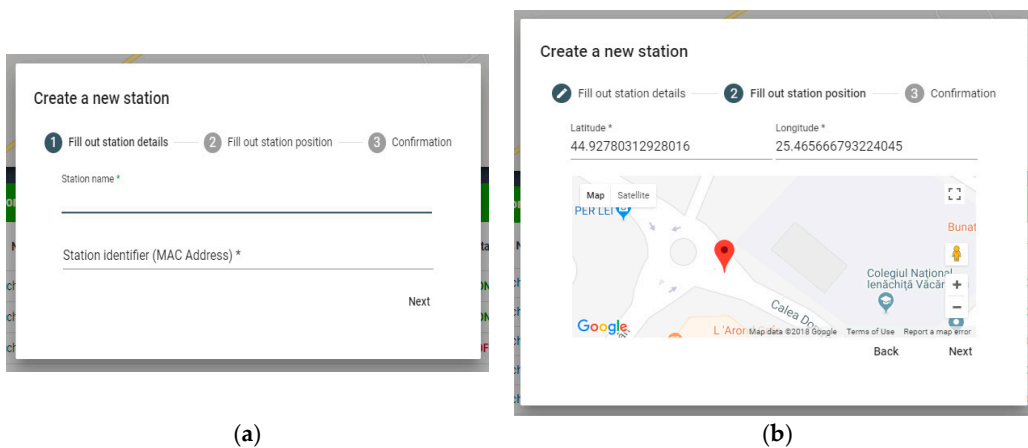 Create a new station
1 Fill out station details 2 Fill out station position 3 Confirmation
Station name *
Station identifier (MAC Address) *
Next
(a)
Create a new station
Fill out station details 2 Fill out station position 3 Confirmation
Latitude * Longitude *
44.92780312928016 25.465666793224045
Map Satellite
PER LEI
Bunat
Colegiul Național
Ienăchiță Văcăr
Calea Do
Google L 'Aro Map data ©2018 Google Terms of Use Report a map error
Back Next
(b)